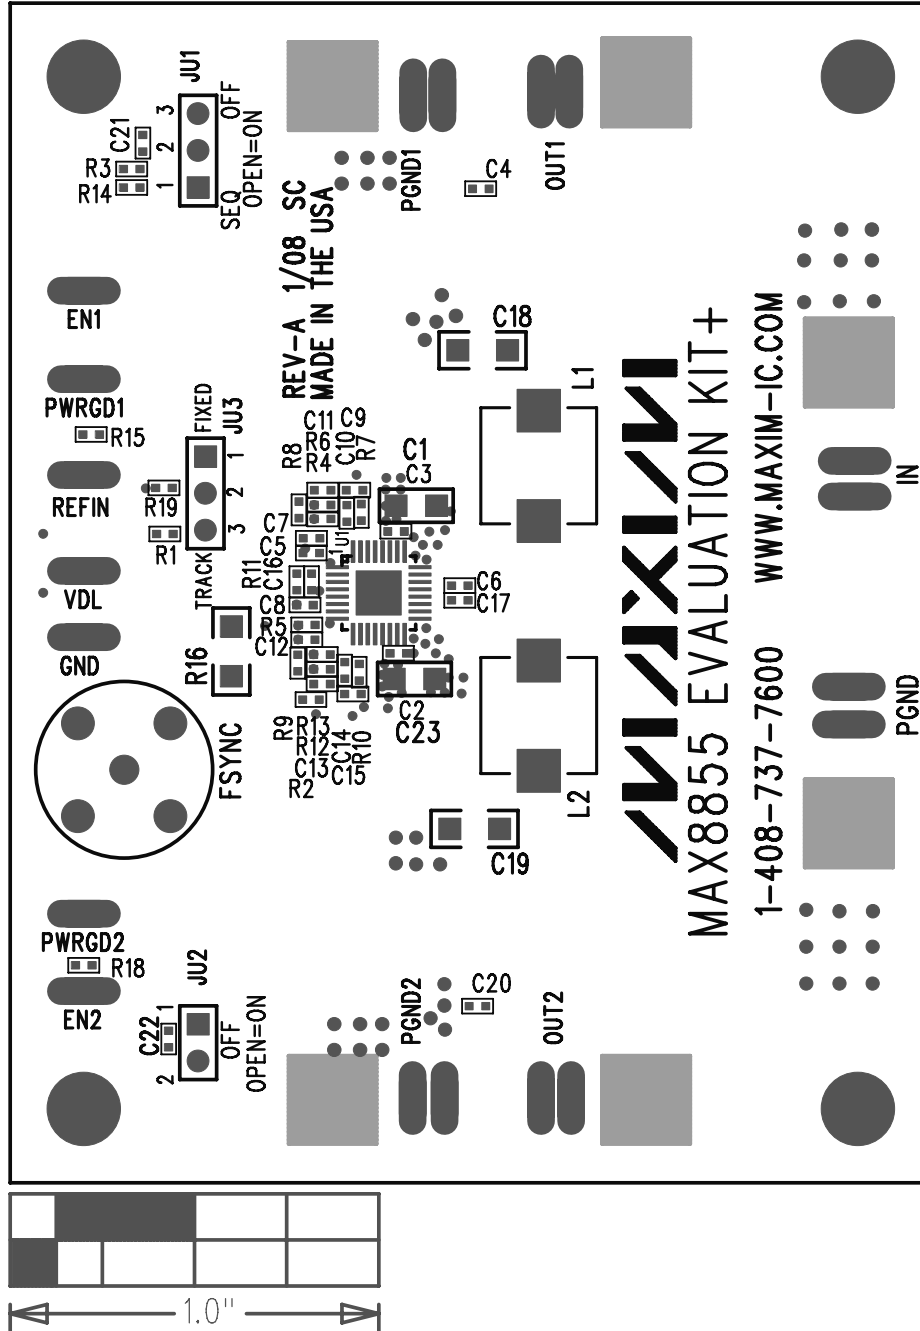 JU1
C21
R3
R14
1
2
3
OFF
SEQ
OPEN=ON
PGND1
C4
OUT1
EN1
REV-A 1/08 SC
MADE IN THE USA
C18
PWRGD1
R15
FIXED
JU3
1
2
3
TRACK
REFIN
R19
R1
VDL
GND
R16
FSYNC
R8
C11
R6
R4
C9
C10
R7
C1
C3
C7
C5
R11
C16
C8
R5
C12
1
U1
C6
C17
R9
R13
R12
C13
R2
C14
C15
R10
C2
C23
L1
L2
C19
MAXIM
MAX8855 EVALUATION KIT+
1-408-737-7600 WWW.MAXIM-IC.COM
IN
PGND
PWRGD2
R18
EN2
JU2
1
2
C22
OFF
OPEN=ON
PGND2
C20
OUT2
1.0"